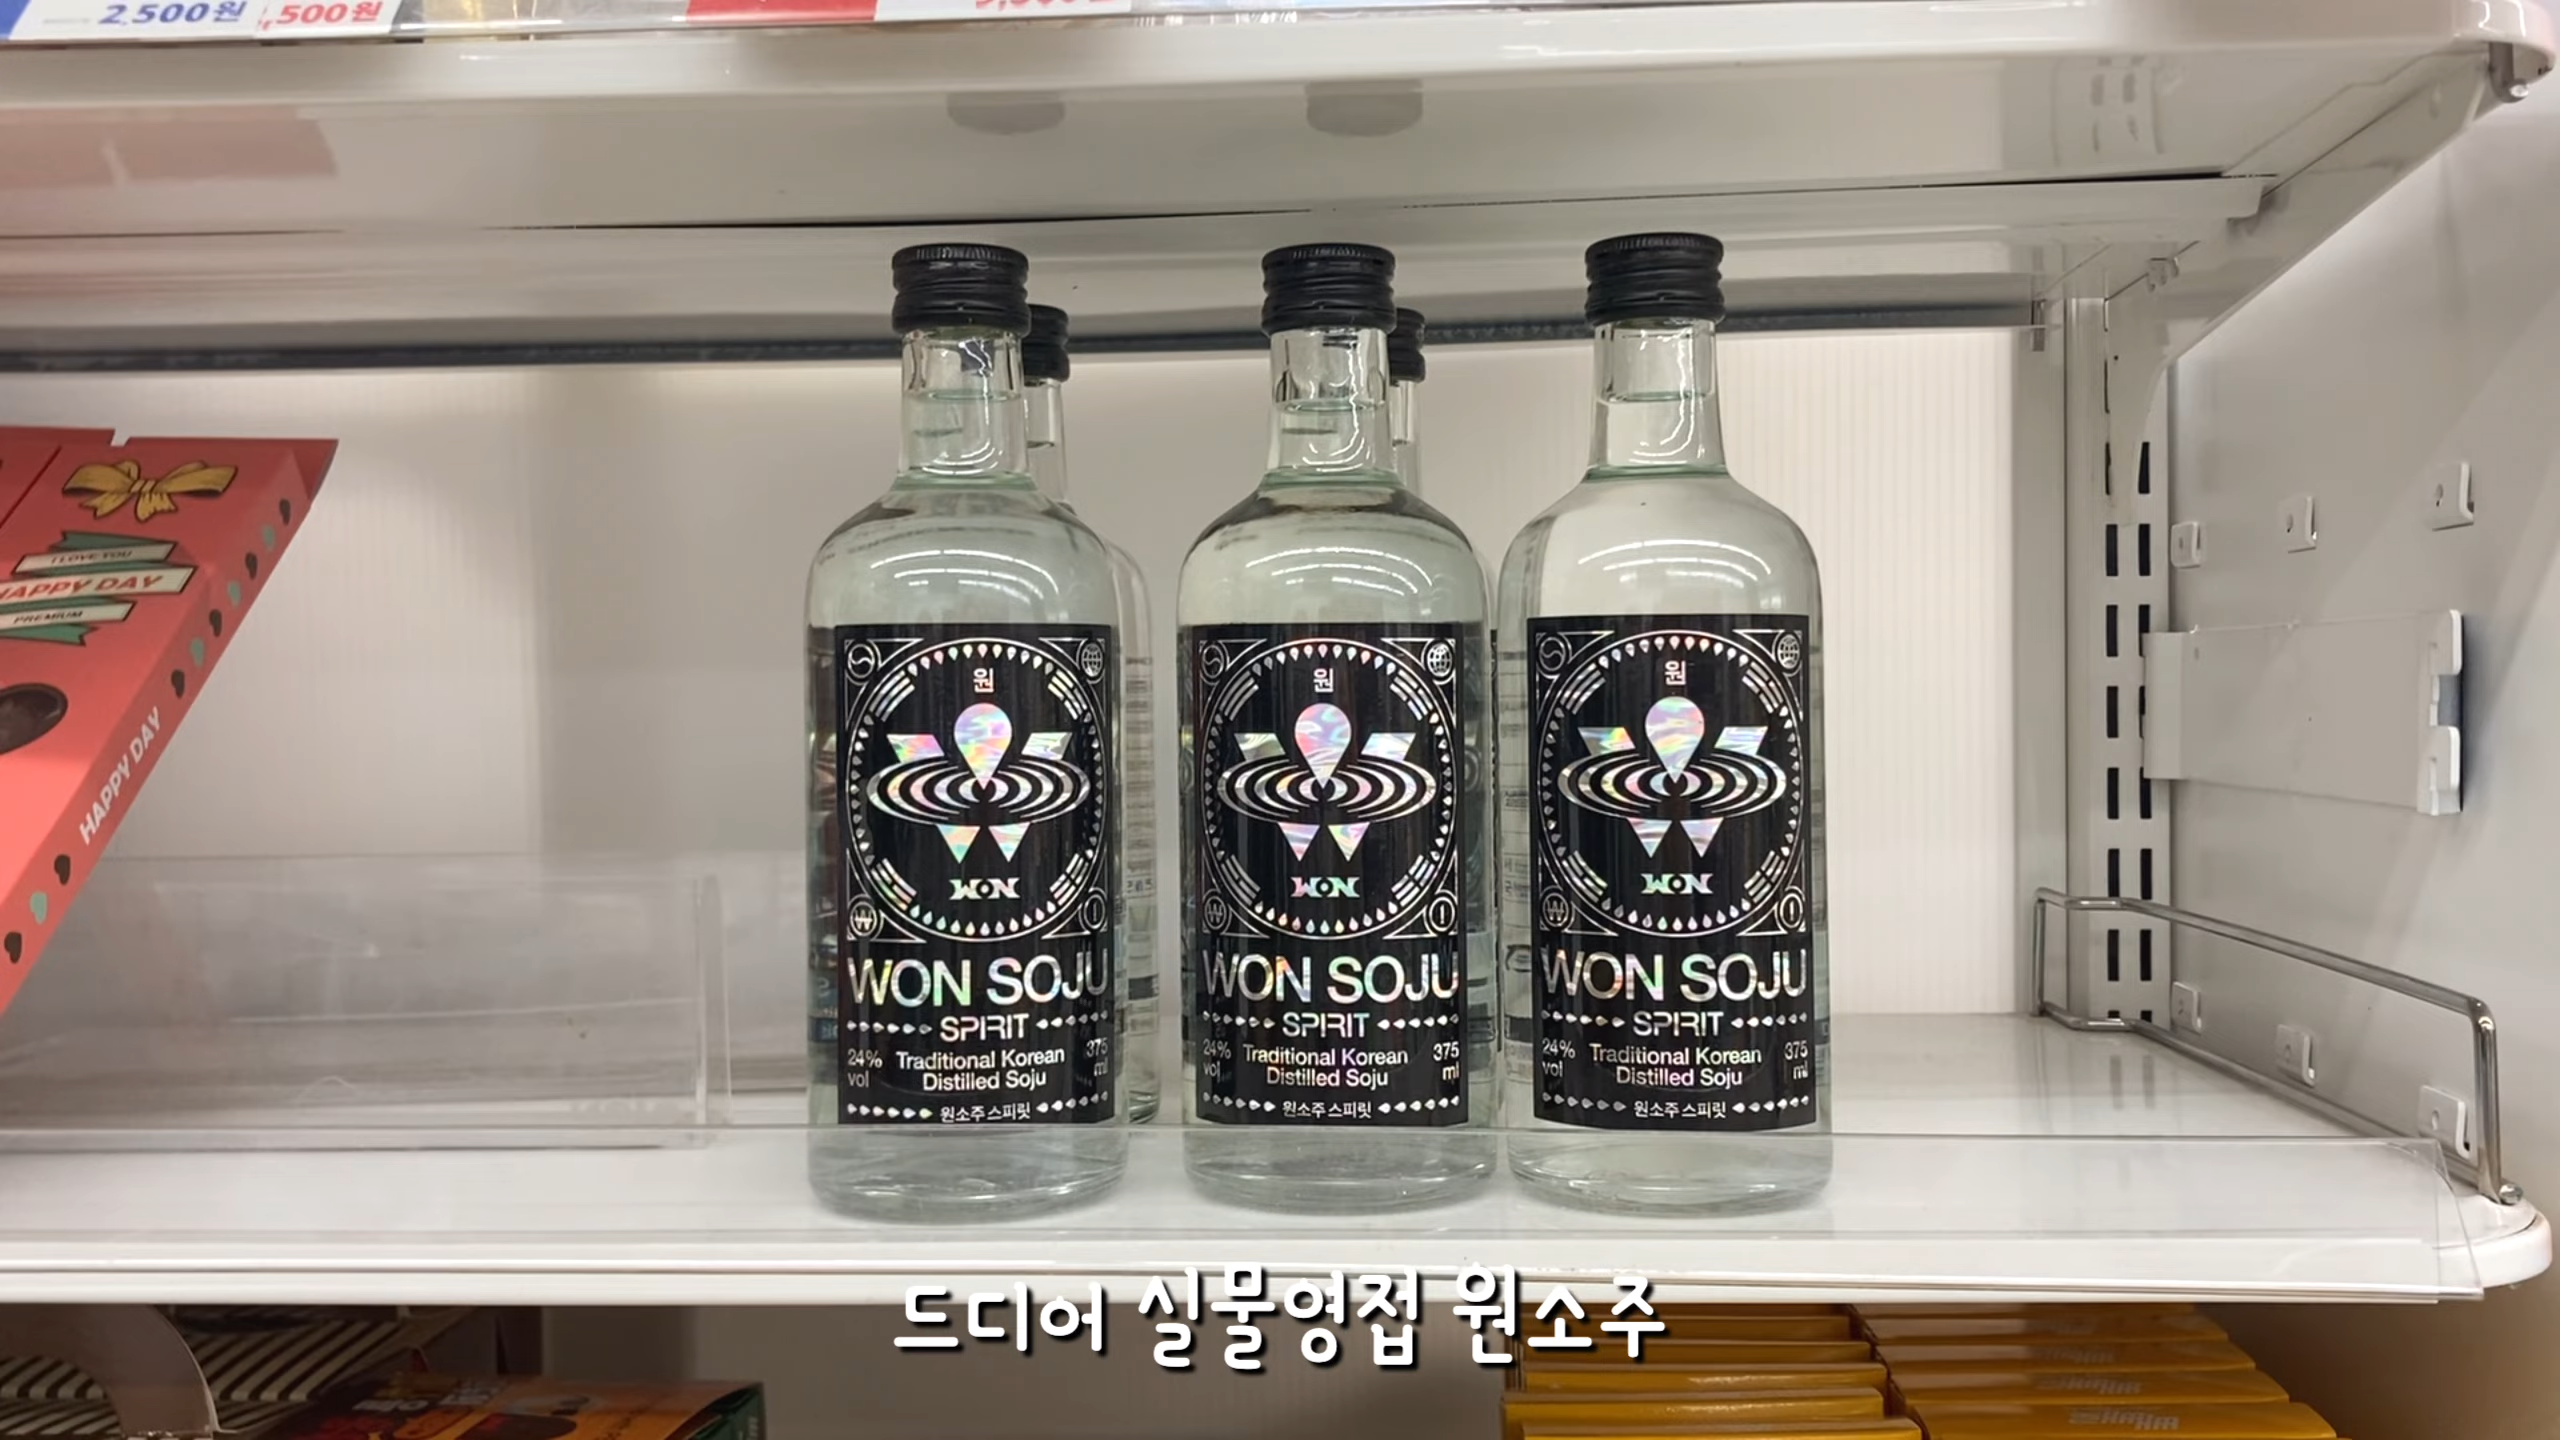 2,500원
,500원
I LOVE YOU
HAPPY DAY
PREMIUM
HAPPY DAY
원
WON
WON SOJU
SPIRIT
24% vol
Traditional Korean
Distilled Soju
375 ml
원소주 스피릿
원
WON
WON SOJU
SPIRIT
24% vol
Traditional Korean
Distilled Soju
375 ml
원소주 스피릿
원
WON
WON SOJU
SPIRIT
24% vol
Traditional Korean
Distilled Soju
375 ml
원소주 스피릿
드디어 실물영접 원소주